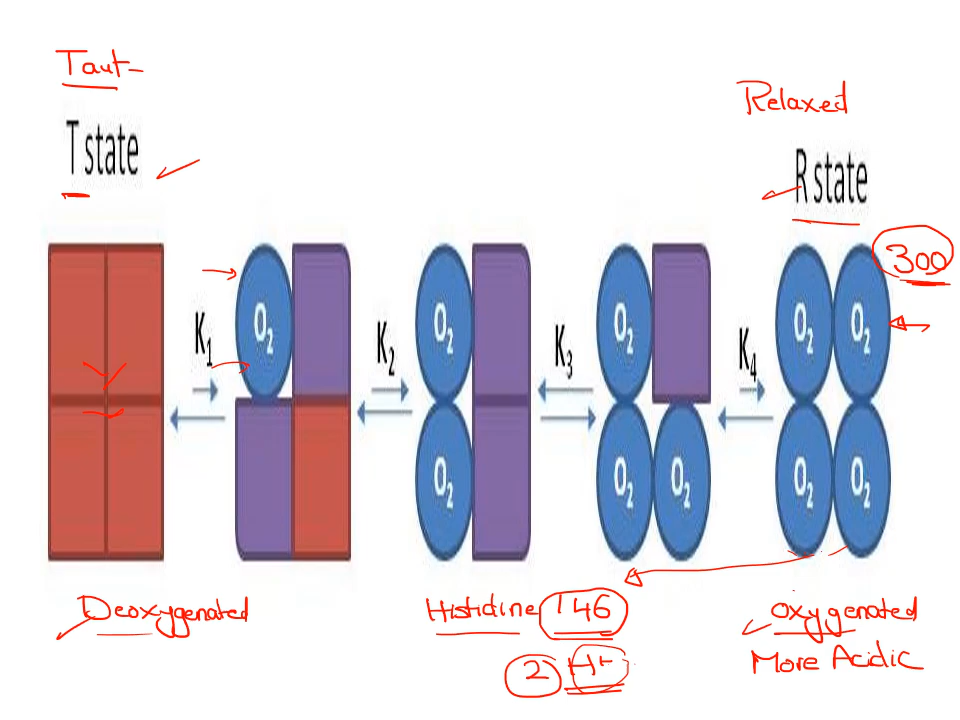 Taut-
Relaxed
T state
R state
300
O2
K1
O2
K2
O2
K3
O2
K4
O2
O2
O2
O2
O2
O2
O2
Deoxygenated
Histidine 146
2 H+
Oxygenated
More Acidic